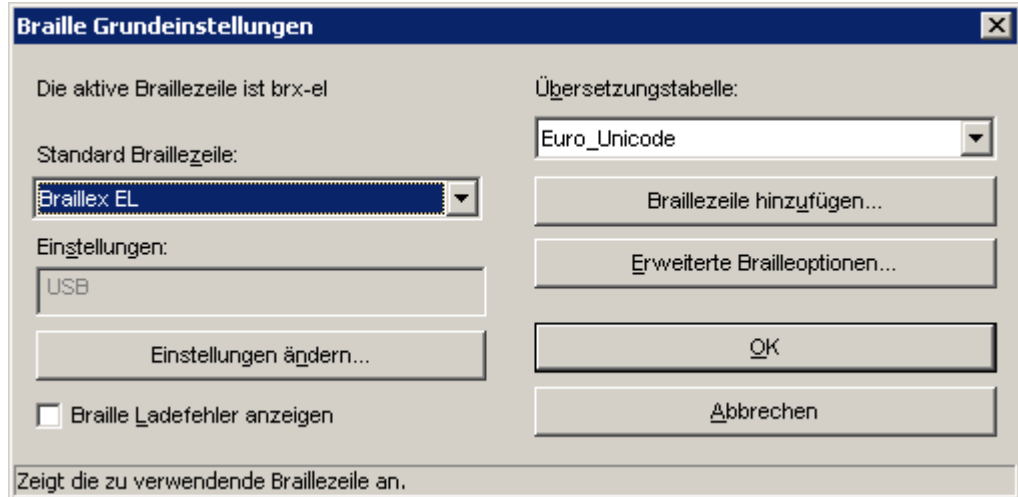 Braille Grundeinstellungen
Die aktive Braillezeile ist brx-el
Standard Braillezeile:
Braillex EL
Einstellungen:
USB
Einstellungen ändern...
Braille Ladefehler anzeigen
Übersetzungstabelle:
Euro_Unicode
Braillezeile hinzufügen...
Erweiterte Brailleoptionen...
OK
Abbrechen
Zeigt die zu verwendende Braillezeile an.